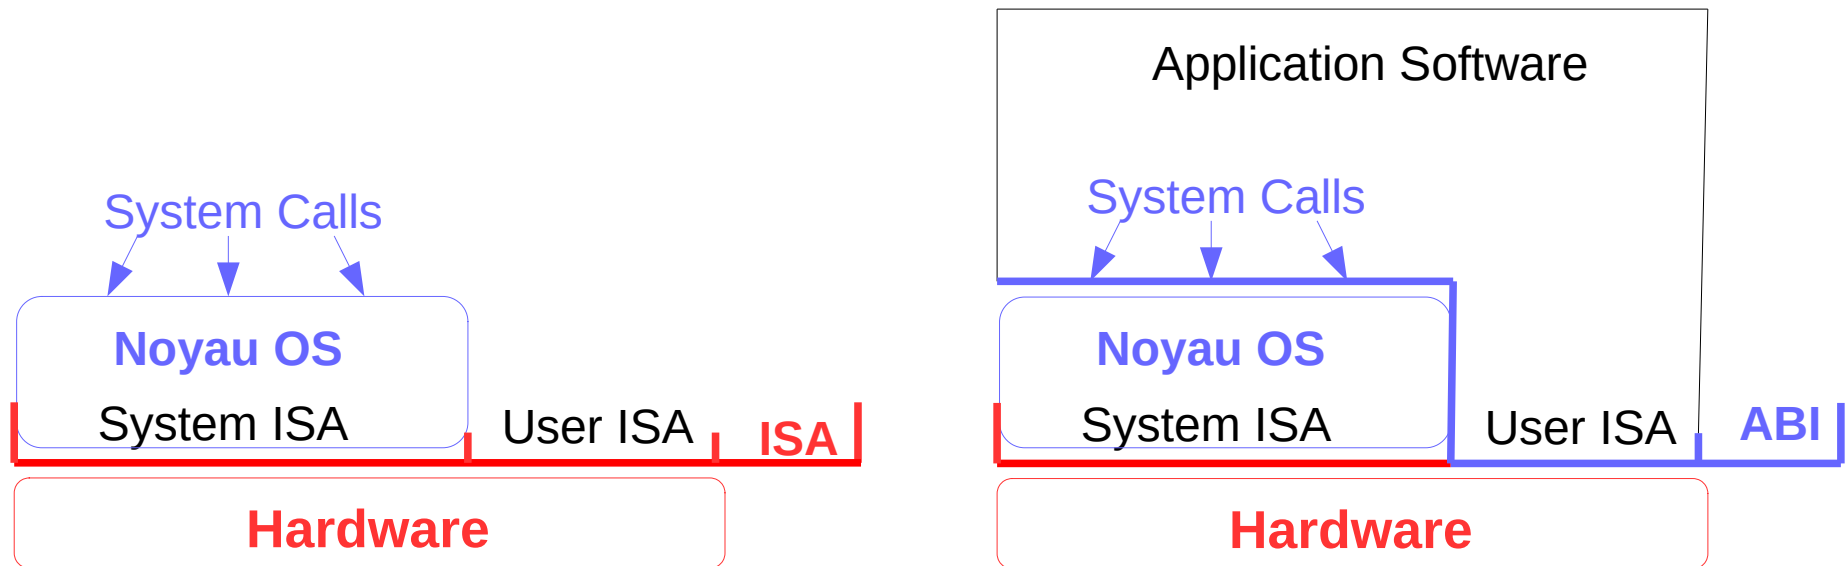 System Calls
Noyau OS
System ISA
User ISA
ISA
Hardware
Application Software
System Calls
Noyau OS
System ISA
User ISA
ABI
Hardware